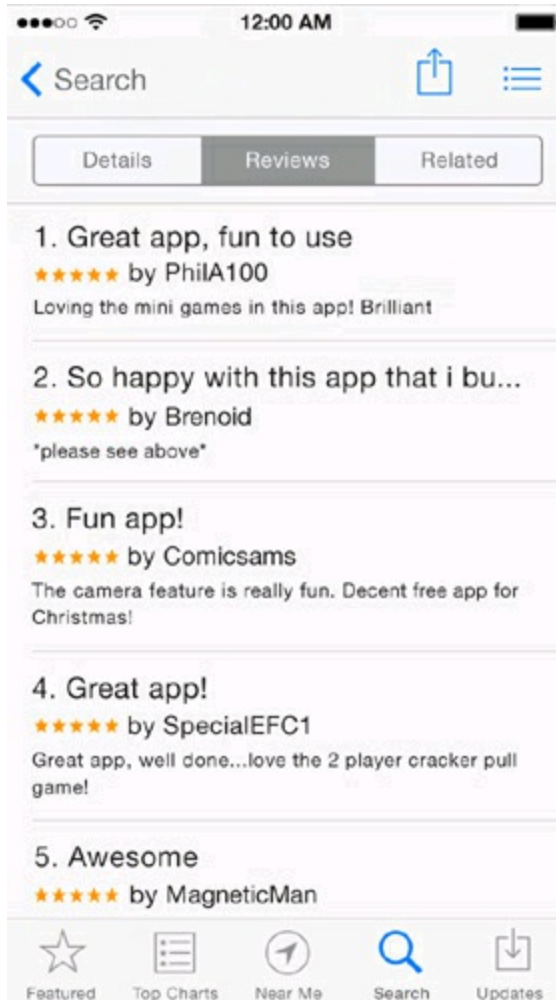 12:00 AM
Search
Details Reviews Related
1. Great app, fun to use
by PhilA100
Loving the mini games in this app! Brilliant
2. So happy with this app that i bu...
by Brenoid
*please see above*
3. Fun app!
by Comicsams
The camera feature is really fun. Decent free app for
Christmas!
4. Great app!
by SpecialEFC1
Great app, well done...love the 2 player cracker pull
game!
5. Awesome
by MagneticMan
Featured Top Charts Near Me Search Updates